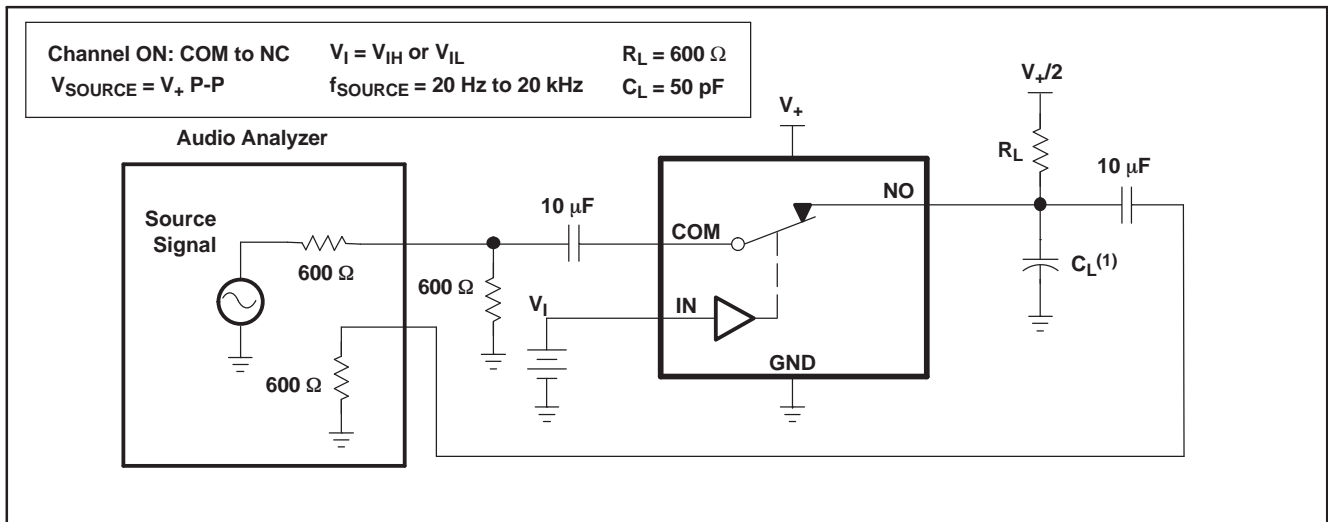 Channel ON: COM to NC V_I = V_IH or V_IL R_L = 600 Ω
V_SOURCE = V_+ P-P f_SOURCE = 20 Hz to 20 kHz C_L = 50 pF
V_+/2
V_+
Audio Analyzer
R_L
10 μF
NO
Source
Signal
10 μF
COM
600 Ω
600 Ω
C_L(1)
V_I
IN
600 Ω
GND